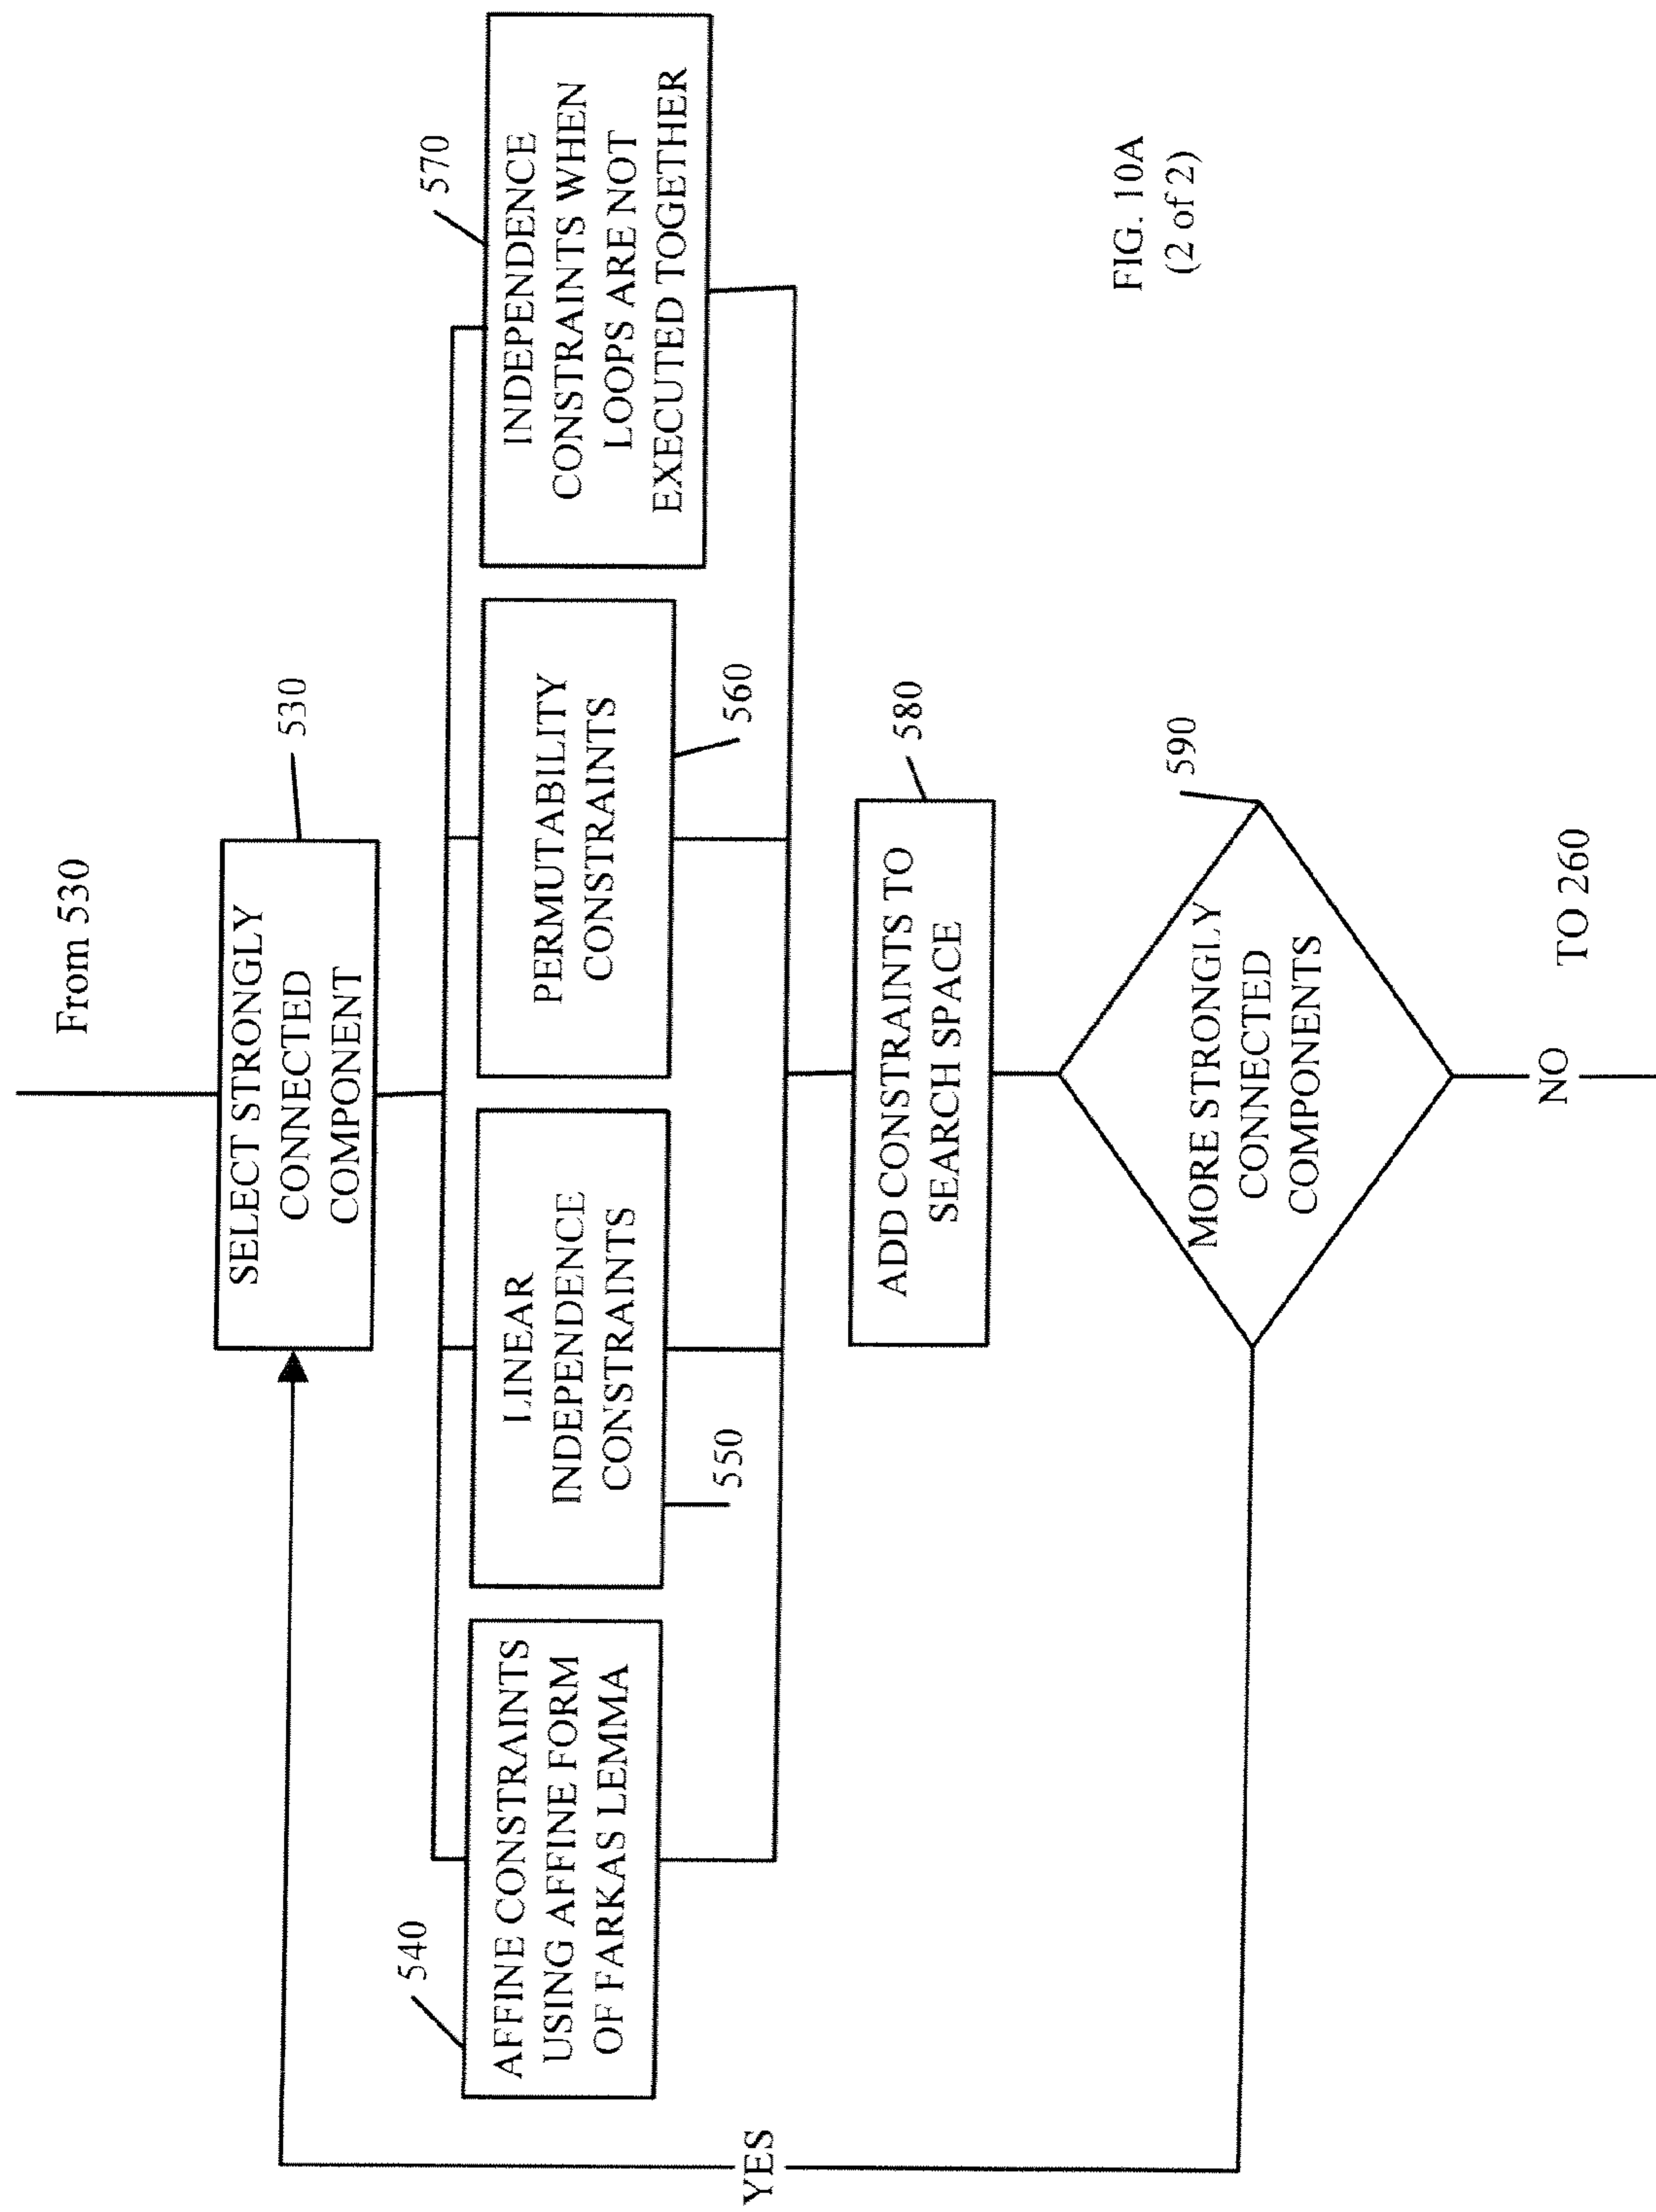 From 530
SELECT STRONGLY
CONNECTED
COMPONENT
530
540
AFFINE CONSTRAINTS
USING AFFINE FORM
OF FARKAS LEMMA
LINEAR
INDEPENDENCE
CONSTRAINTS
550
PERMUTABILITY
CONSTRAINTS
560
570
INDEPENDENCE
CONSTRAINTS WHEN
LOOPS ARE NOT
EXECUTED TOGETHER
ADD CONSTRAINTS TO
SEARCH SPACE
580
MORE STRONGLY
CONNECTED
COMPONENTS
590
YES
NO
TO 260
FIG. 10A
(2 of 2)